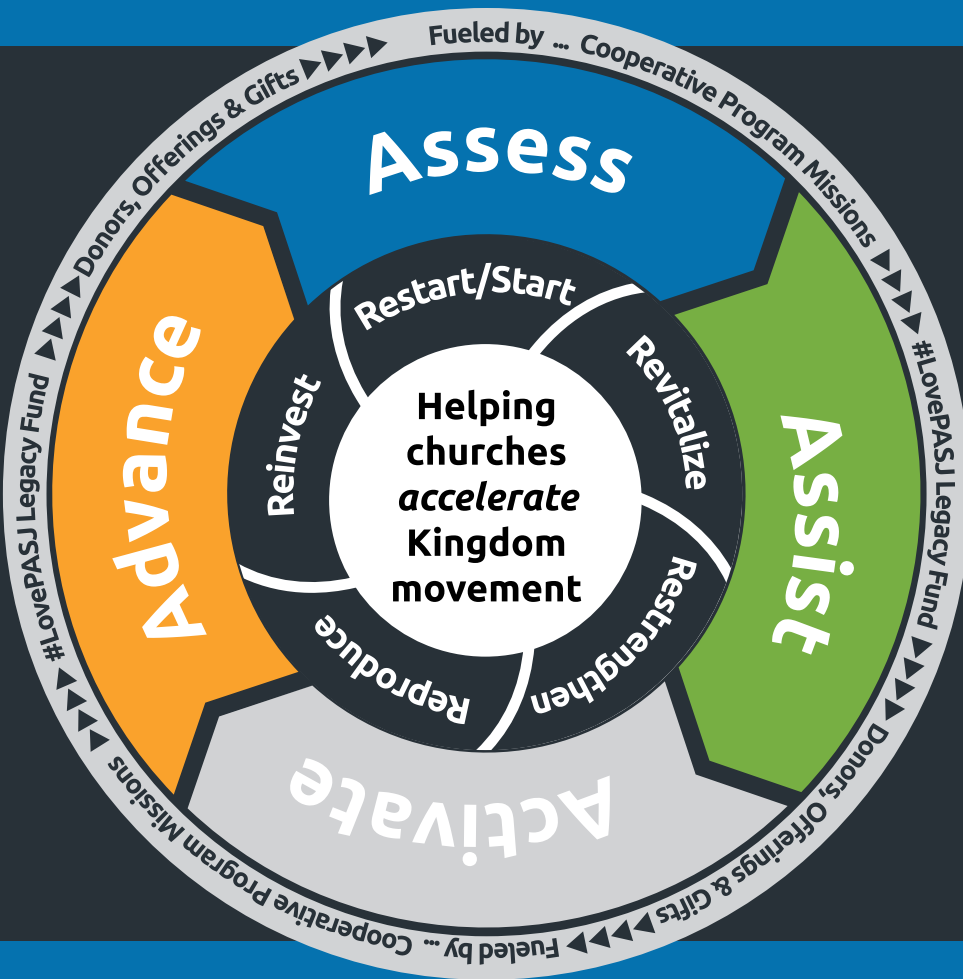 Fueled by ... Cooperative Program Missions
#LovePASJ Legacy Fund
Donors, Offerings & Gifts
Fueled by ... Cooperative Program Missions
#LovePASJ Legacy Fund
Donors, Offerings & Gifts
Assess
Assist
Activate
Advance
Restart/Start
Revitalize
Restrengthen
Reproduce
Reinvest
Helping
churches
accelerate
Kingdom
movement